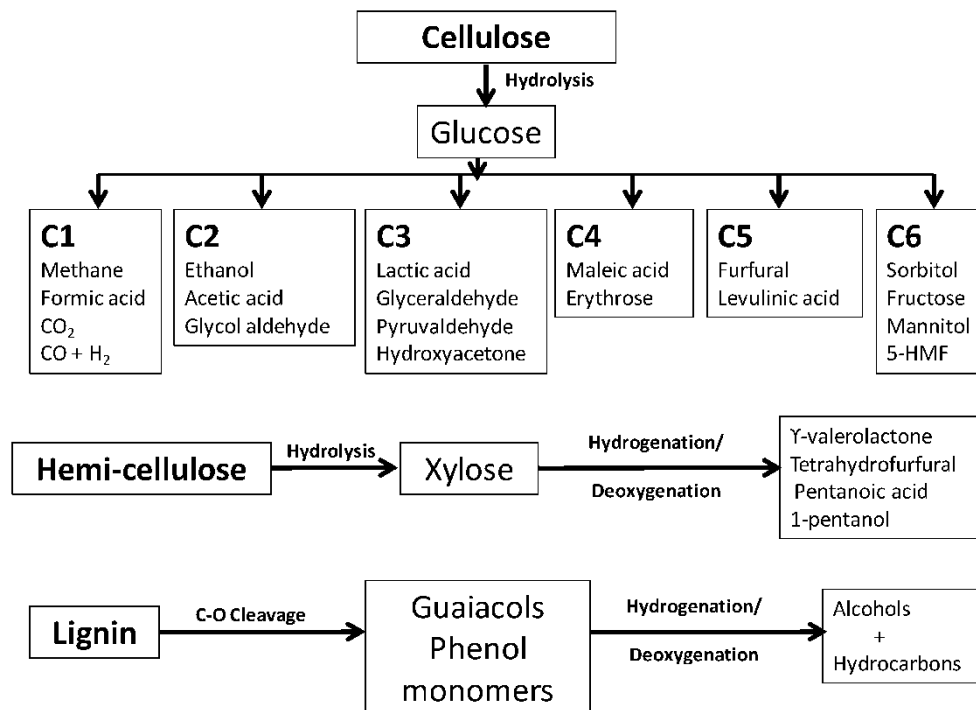 Cellulose
Hydrolysis
Glucose
C1
Methane
Formic acid
CO₂
CO + H₂
C2
Ethanol
Acetic acid
Glycol aldehyde
C3
Lactic acid
Glyceraldehyde
Pyruvaldehyde
Hydroxyacetone
C4
Maleic acid
Erythrose
C5
Furfural
Levulinic acid
C6
Sorbitol
Fructose
Mannitol
5-HMF
Hemi-cellulose
Hydrolysis
Xylose
Hydrogenation/
Deoxygenation
ϒ-valerolactone
Tetrahydrofurfural
Pentanoic acid
1-pentanol
Lignin
C-O Cleavage
Guaiacols
Phenol
monomers
Hydrogenation/
Deoxygenation
Alcohols
+
Hydrocarbons